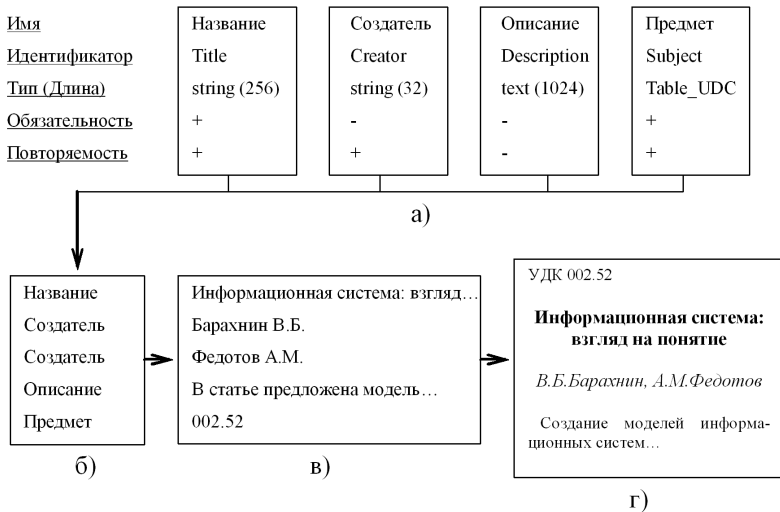 Имя Название Создатель Описание Предмет
Идентификатор Title Creator Description Subject
Тип (Длина) string (256) string (32) text (1024) Table_UDC
Обязательность + - - +
Повторяемость + + - +
а)
Название
Создатель
Создатель
Описание
Предмет
б)
Информационная система: взгляд…
Барахнин В.Б.
Федотов А.М.
В статье предложена модель…
002.52
в)
УДК 002.52
Информационная система:
взгляд на понятие
В.Б.Барахнин, А.М.Федотов
Создание моделей информа-
ционных систем…
г)